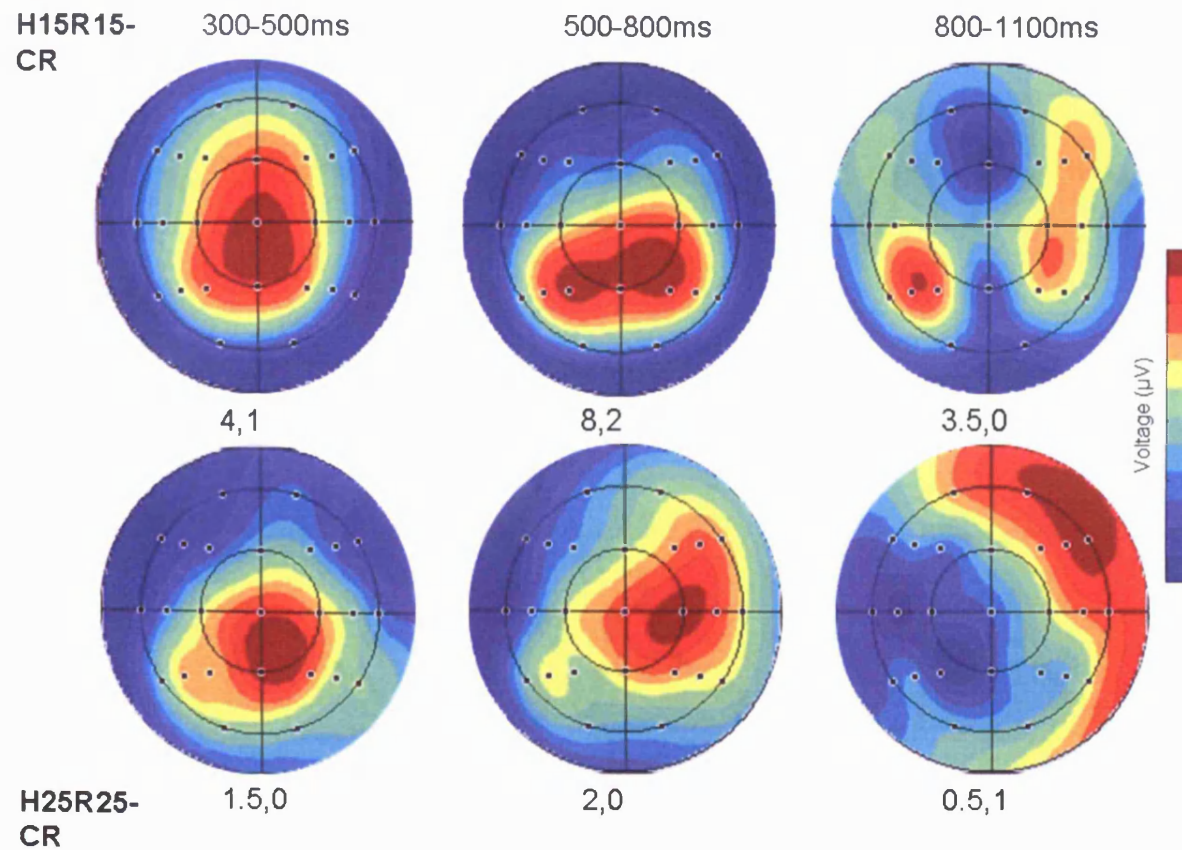 H15R15-
CR
300-500ms
500-800ms
800-1100ms
4,1
8,2
3.5,0
Voltage (µV)
1.5,0
2,0
0.5,1
H25R25-
CR